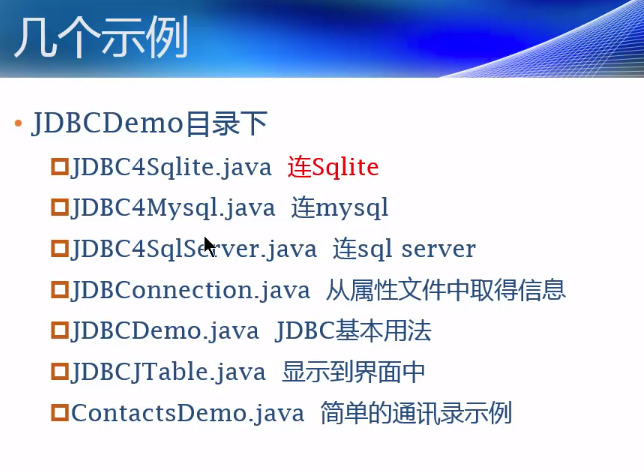 几个示例
JDBCDemo目录下
JDBC4Sqlite.java 连Sqlite
JDBC4Mysql.java 连mysql
JDBC4SqlServer.java 连sql server
JDBConnection.java 从属性文件中取得信息
JDBCDemo.java JDBC基本用法
JDBCJTable.java 显示到界面中
ContactsDemo.java 简单的通讯录示例